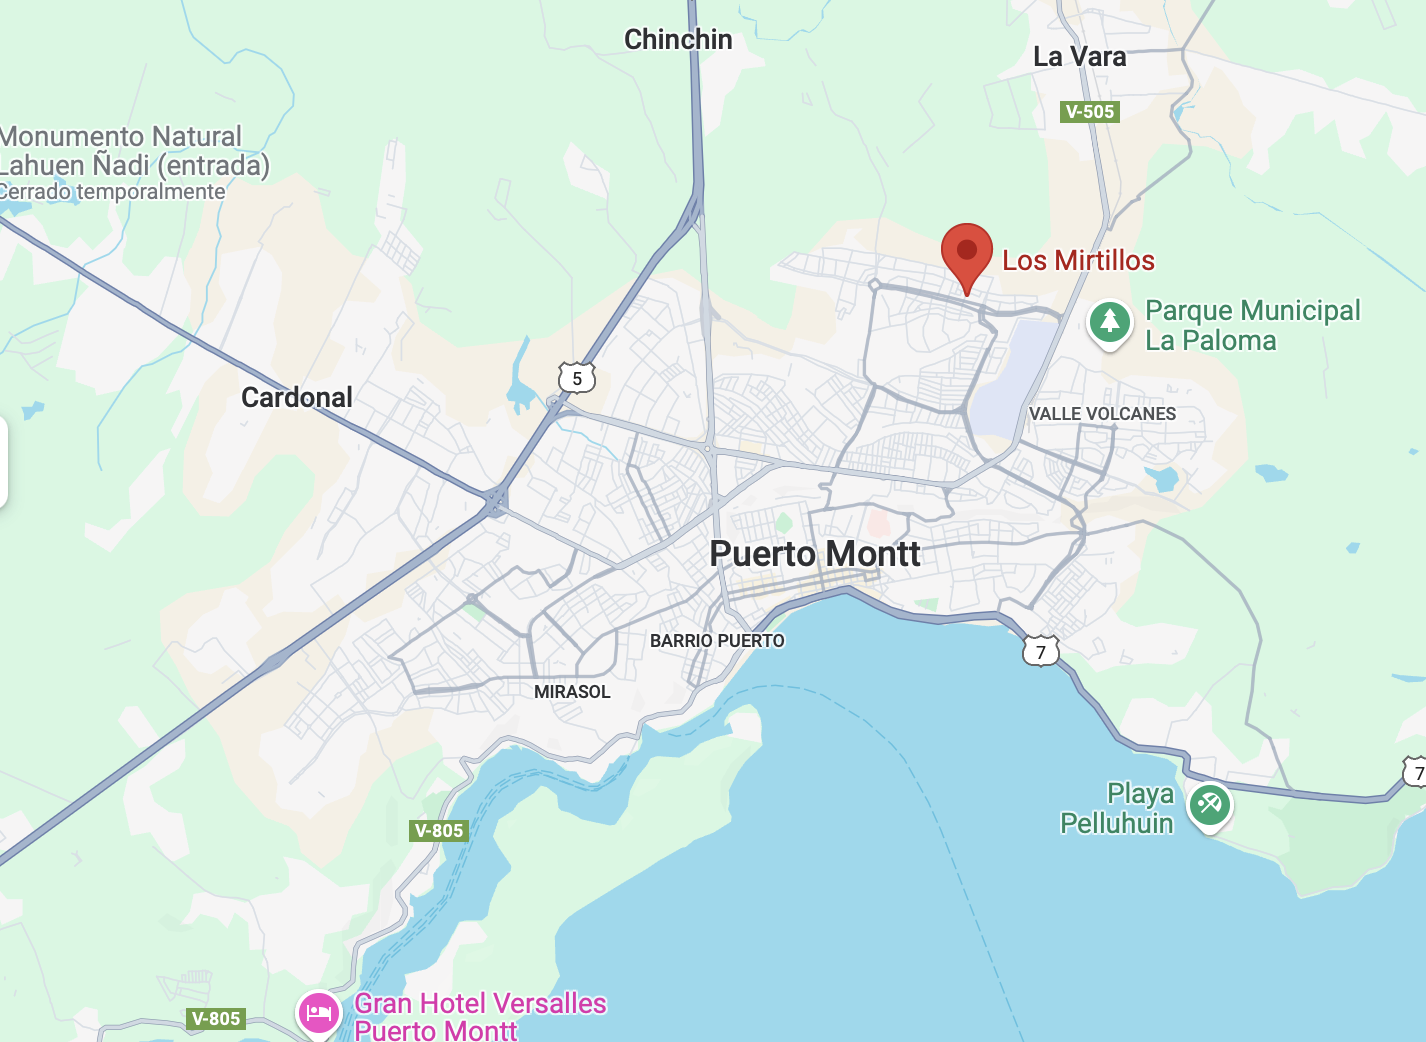 Chinchin
La Vara
V-505
Monumento Natural
Lahuen Ñadi (entrada)
Cerrado temporalmente
Los Mirtillos
Parque Municipal
La Paloma
5
Cardonal
VALLE VOLCANES
Puerto Montt
BARRIO PUERTO
7
MIRASOL
7
Playa
Pelluhuin
V-805
Gran Hotel Versalles
Puerto Montt
V-805